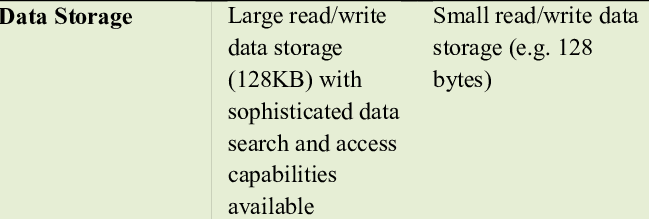 Data Storage
Large read/write
data storage
(128KB) with
sophisticated data
search and access
capabilities
available
Small read/write data
storage (e.g. 128
bytes)